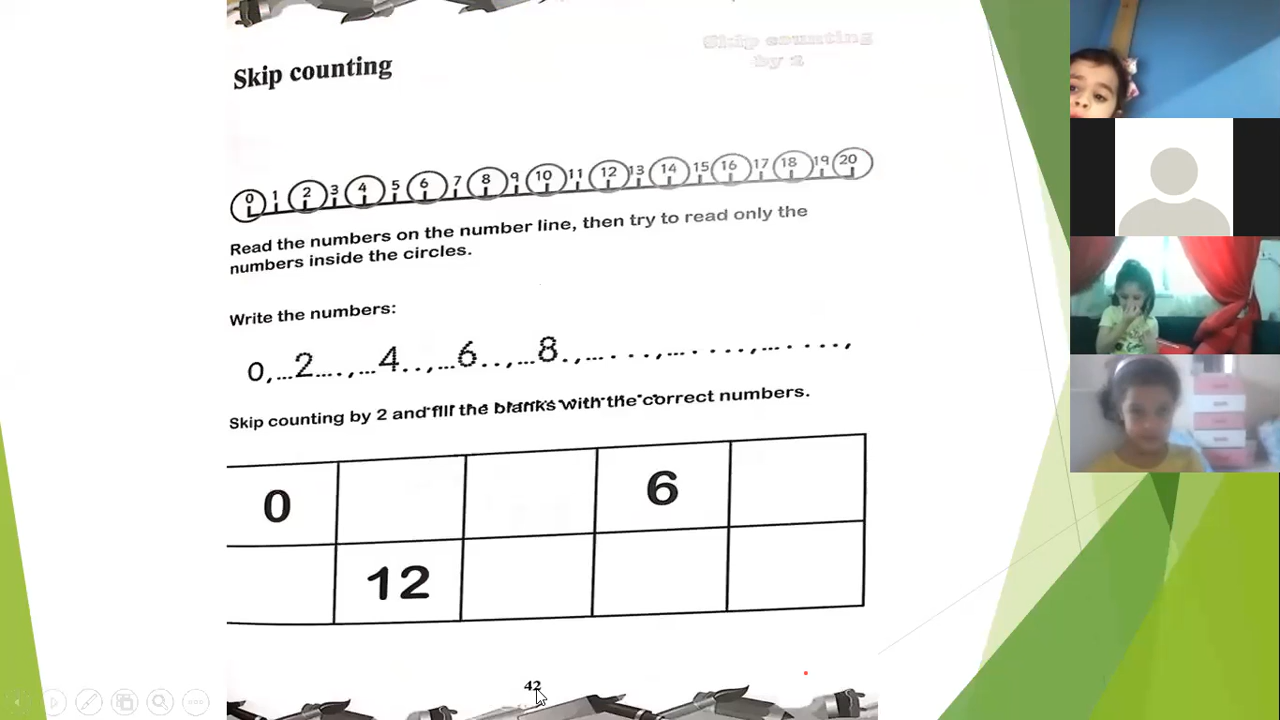 Skip counting
by 2
Skip counting
0 1 2 3 4 5 6 7 8 9 10 11 12 13 14 15 16 17 18 19 20
Read the numbers on the number line, then try to read only the
numbers inside the circles.
Write the numbers:
0,...2....,...4..,...6..,...8.,......,.......,.......,
Skip counting by 2 and fill the blanks with the correct numbers.
0 6
12
42